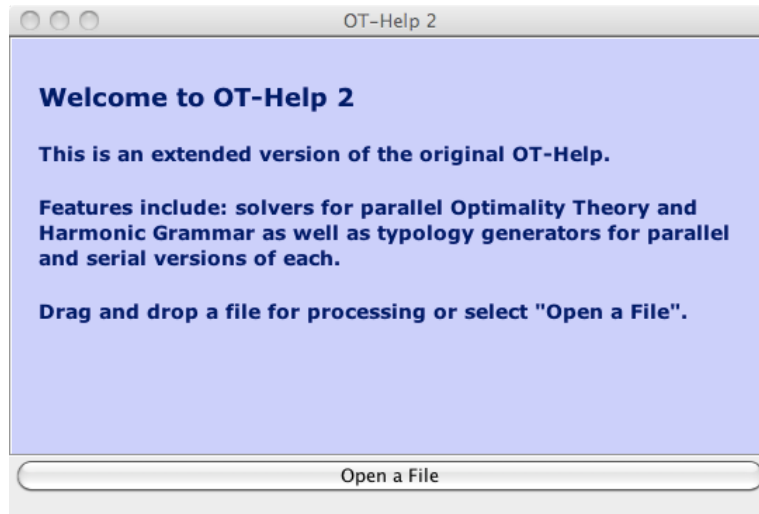 OT-Help 2
Welcome to OT-Help 2
This is an extended version of the original OT-Help.
Features include: solvers for parallel Optimality Theory and
Harmonic Grammar as well as typology generators for parallel
and serial versions of each.
Drag and drop a file for processing or select "Open a File".
Open a File